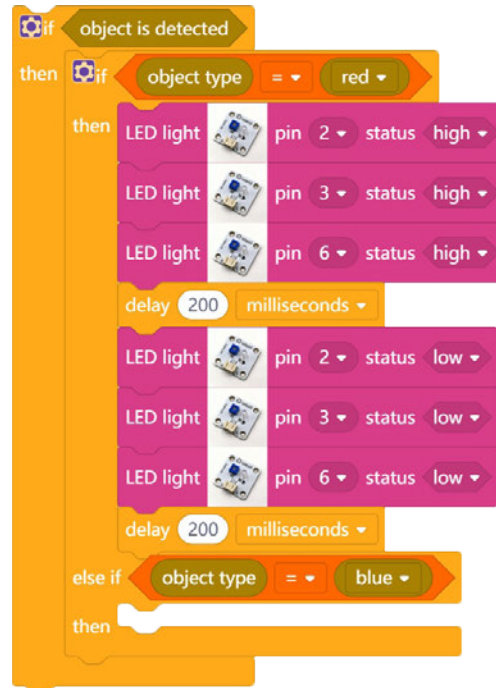 if object is detected
then if object type = red
then LED light pin 2 status high
LED light pin 3 status high
LED light pin 6 status high
delay 200 milliseconds
LED light pin 2 status low
LED light pin 3 status low
LED light pin 6 status low
delay 200 milliseconds
else if object type = blue
then